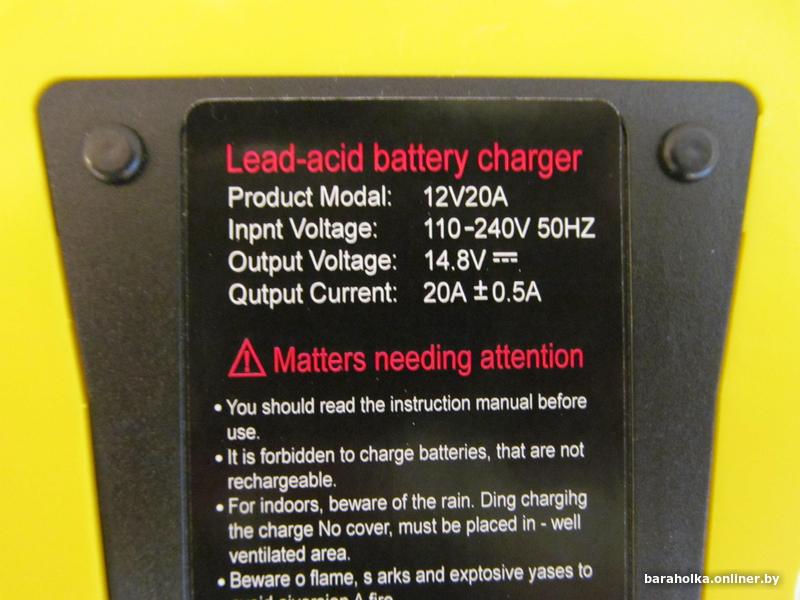 Lead-acid battery charger
Product Modal: 12V20A
Inpnt Voltage: 110-240V 50HZ
Output Voltage: 14.8V ⎓
Qutput Current: 20A ±0.5A
⚠ Matters needing attention
• You should read the instruction manual before
use.
• It is forbidden to charge batteries, that are not
rechargeable.
• For indoors, beware of the rain. Ding chargihg
the charge No cover, must be placed in - well
ventilated area.
• Beware o flame, s arks and exptosive yases to
baraholka.onliner.by